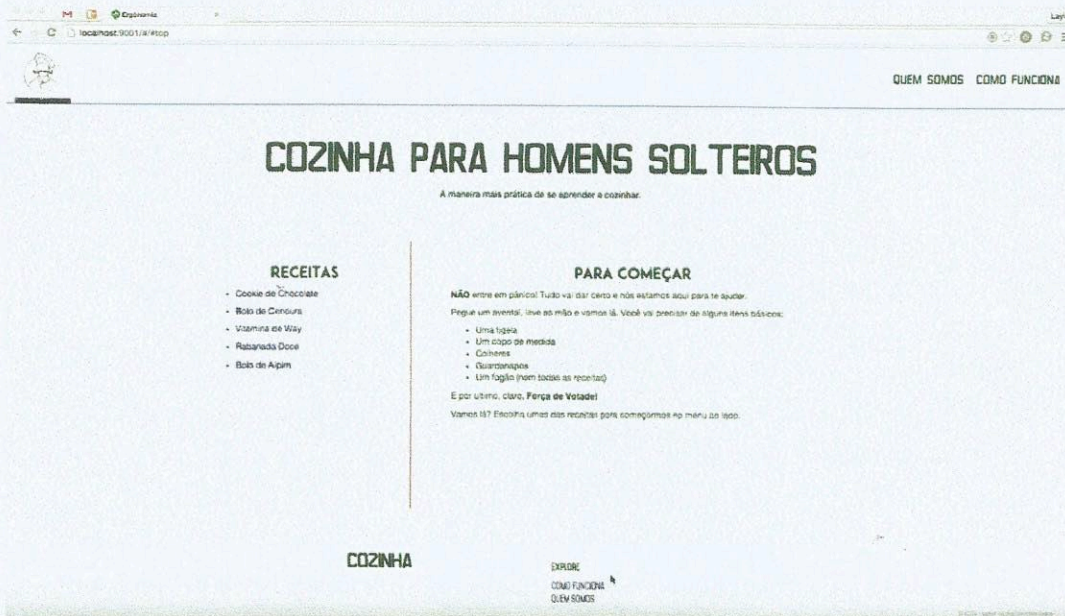 Ergonomia
Layl
localhost:9001/#/#top
QUEM SOMOS COMO FUNCIONA
COZINHA PARA HOMENS SOLTEIROS
A maneira mais prática de se aprender a cozinhar.
RECEITAS
• Cookie de Chocolate
• Bolo de Cenoura
• Vitamina de Way
• Rabanada Doce
• Bolo de Aipim
PARA COMEÇAR
NÃO entre em pânico! Tudo vai dar certo e nós estamos aqui para te ajudar.
Pegue um avental, lave as mão e vamos lá. Você vai precisar de alguns itens básicos:
• Uma tigela
• Um copo de medida
• Colheres
• Guardanapos
• Um fogão (nem todas as receitas)
E por ultimo, claro, Força de Votade!
Vamos lá? Escolha umas das receitas para começarmos no menu ao lado.
COZINHA
EXPLORE
COMO FUNCIONA
QUEM SOMOS